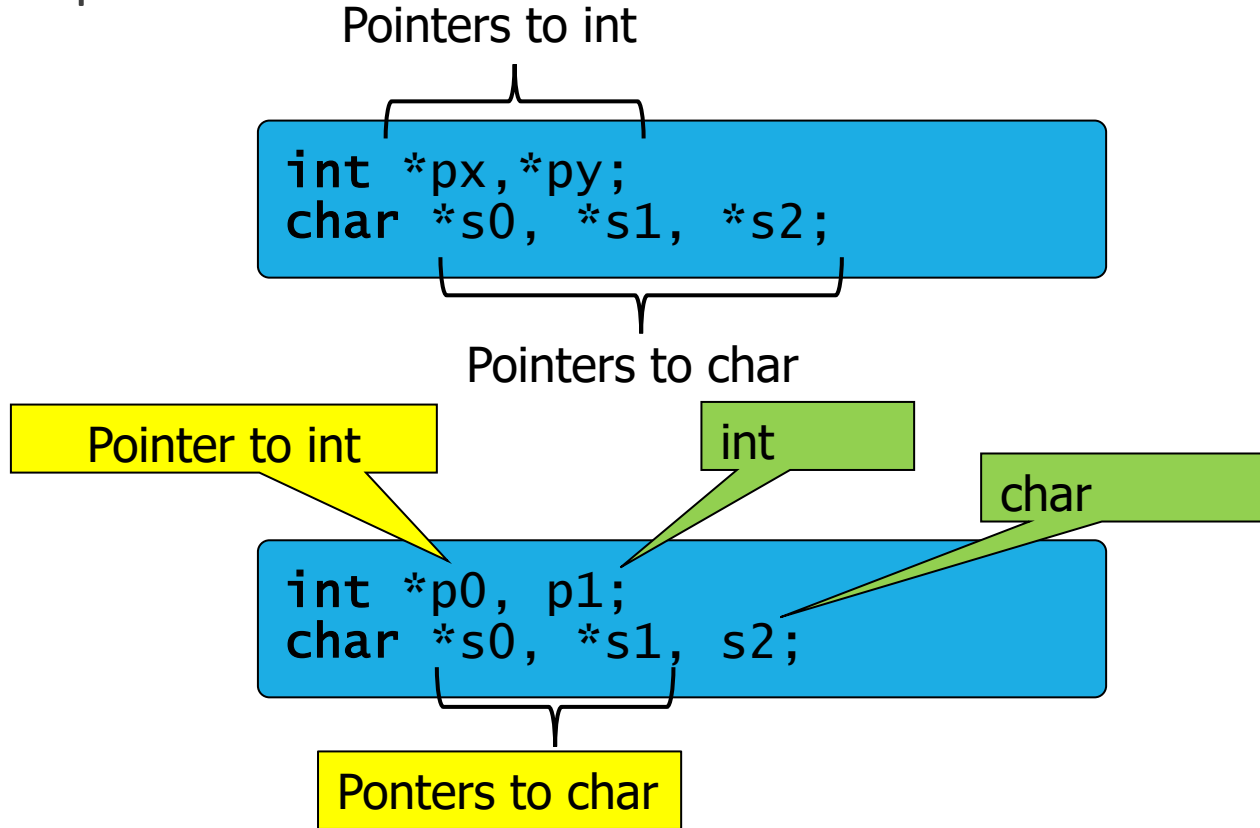 Pointers to int
int *px,*py;
char *s0, *s1, *s2;
Pointers to char
Pointer to int
int
char
int *p0, p1;
char *s0, *s1, s2;
Ponters to char